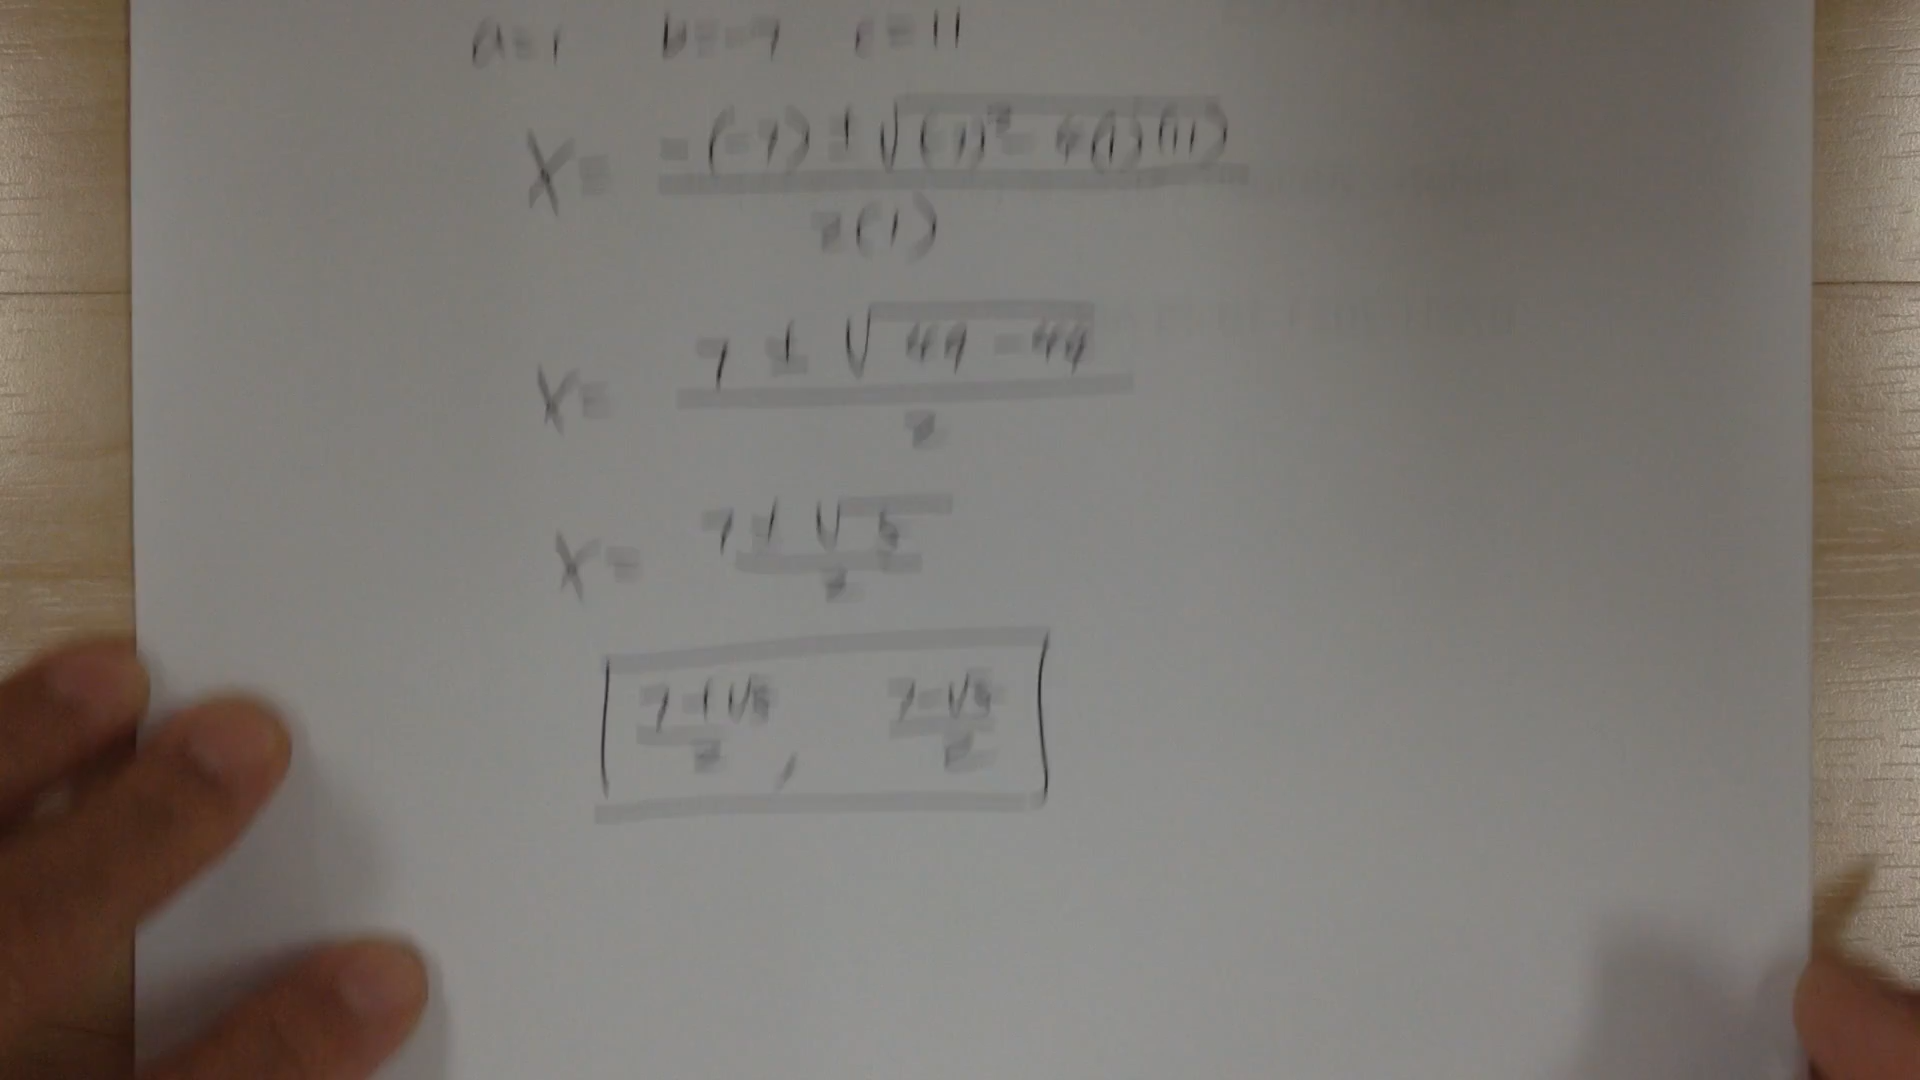 a=1 b=-7 c=11
x= -(-7) ± √(-7)² - 4(1)(11)
2(1)
x= 7 ± √49 - 44
2
x= 7 ± √5
2
7+√5 , 7-√5
2 2